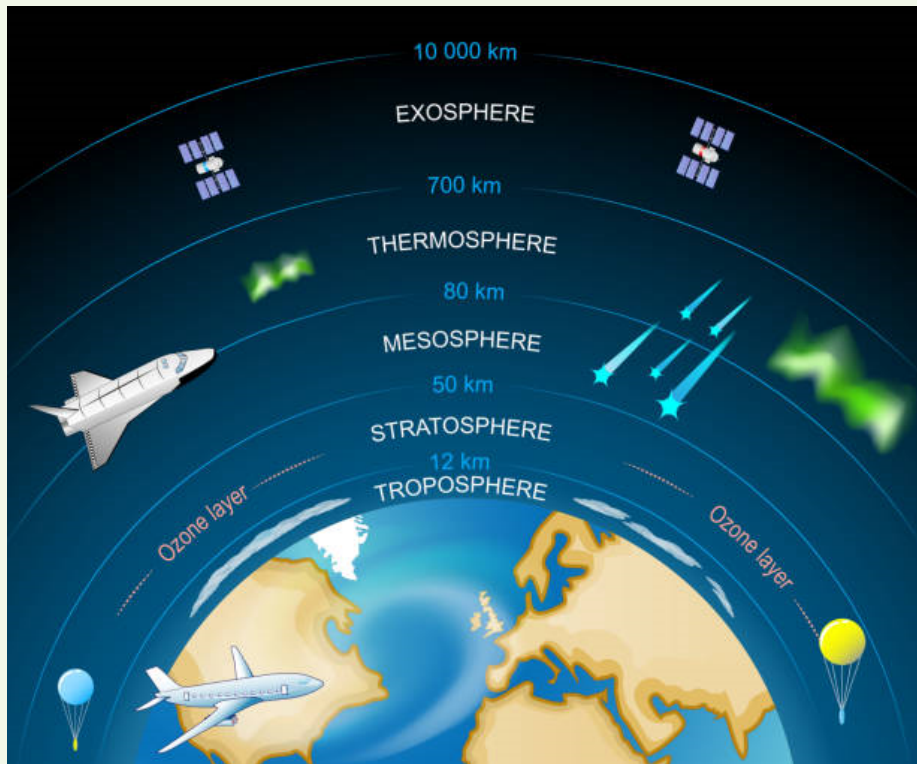 10 000 km
EXOSPHERE
700 km
THERMOSPHERE
80 km
MESOSPHERE
50 km
STRATOSPHERE
12 km
TROPOSPHERE
Ozone layer
Ozone layer